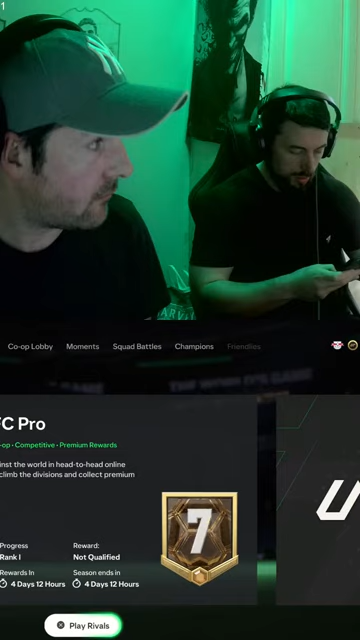 1
Co-op Lobby Moments Squad Battles Champions Friendlies
FC Pro
-op • Competitive • Premium Rewards
inst the world in head-to-head online
climb the divisions and collect premium
7
Progress Reward:
Rank I Not Qualified
Rewards In Season ends in
4 Days 12 Hours 4 Days 12 Hours
Play Rivals